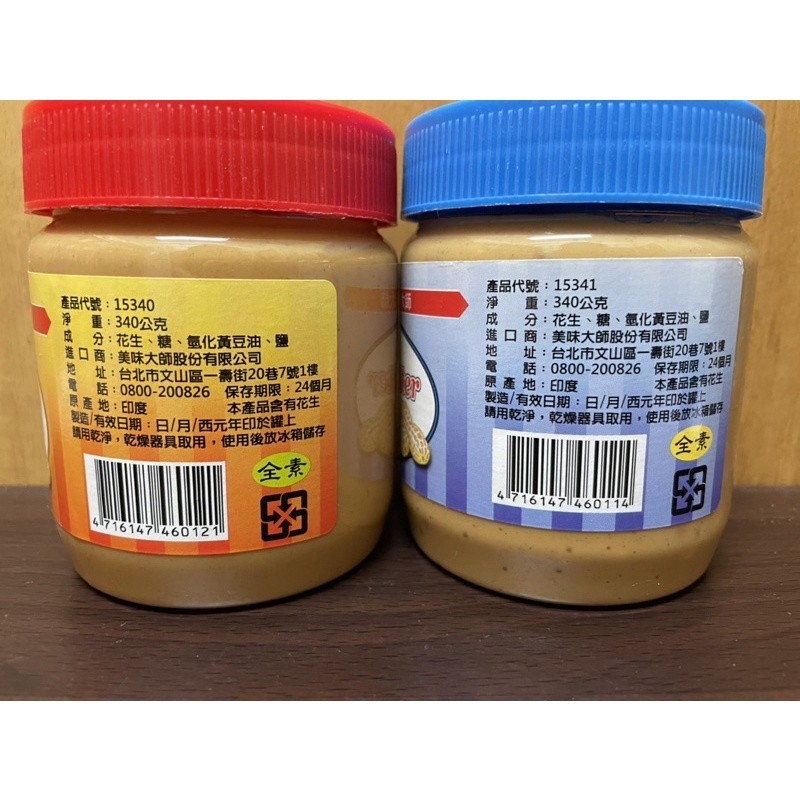 產品代號：15340
淨　　重：340公克
成　　分：花生、糖、氫化黃豆油、鹽
進 口 商：美味大師股份有限公司
地　　址：台北市文山區一壽街20巷7號1樓
電　　話：0800-200826 保存期限：24個月
原 產 地：印度 本產品含有花生
製造/有效日期：日/月/西元年印於罐上
請用乾淨，乾燥器具取用，使用後放冰箱儲存
全素
4 716147 460121
產品代號：15341
淨　　重：340公克
成　　分：花生、糖、氫化黃豆油、鹽
進 口 商：美味大師股份有限公司
地　　址：台北市文山區一壽街20巷7號1樓
電　　話：0800-200826 保存期限：24個月
原 產 地：印度 本產品含有花生
製造/有效日期：日/月/西元年印於罐上
請用乾淨，乾燥器具取用，使用後放冰箱儲存
全素
4 716147 460114